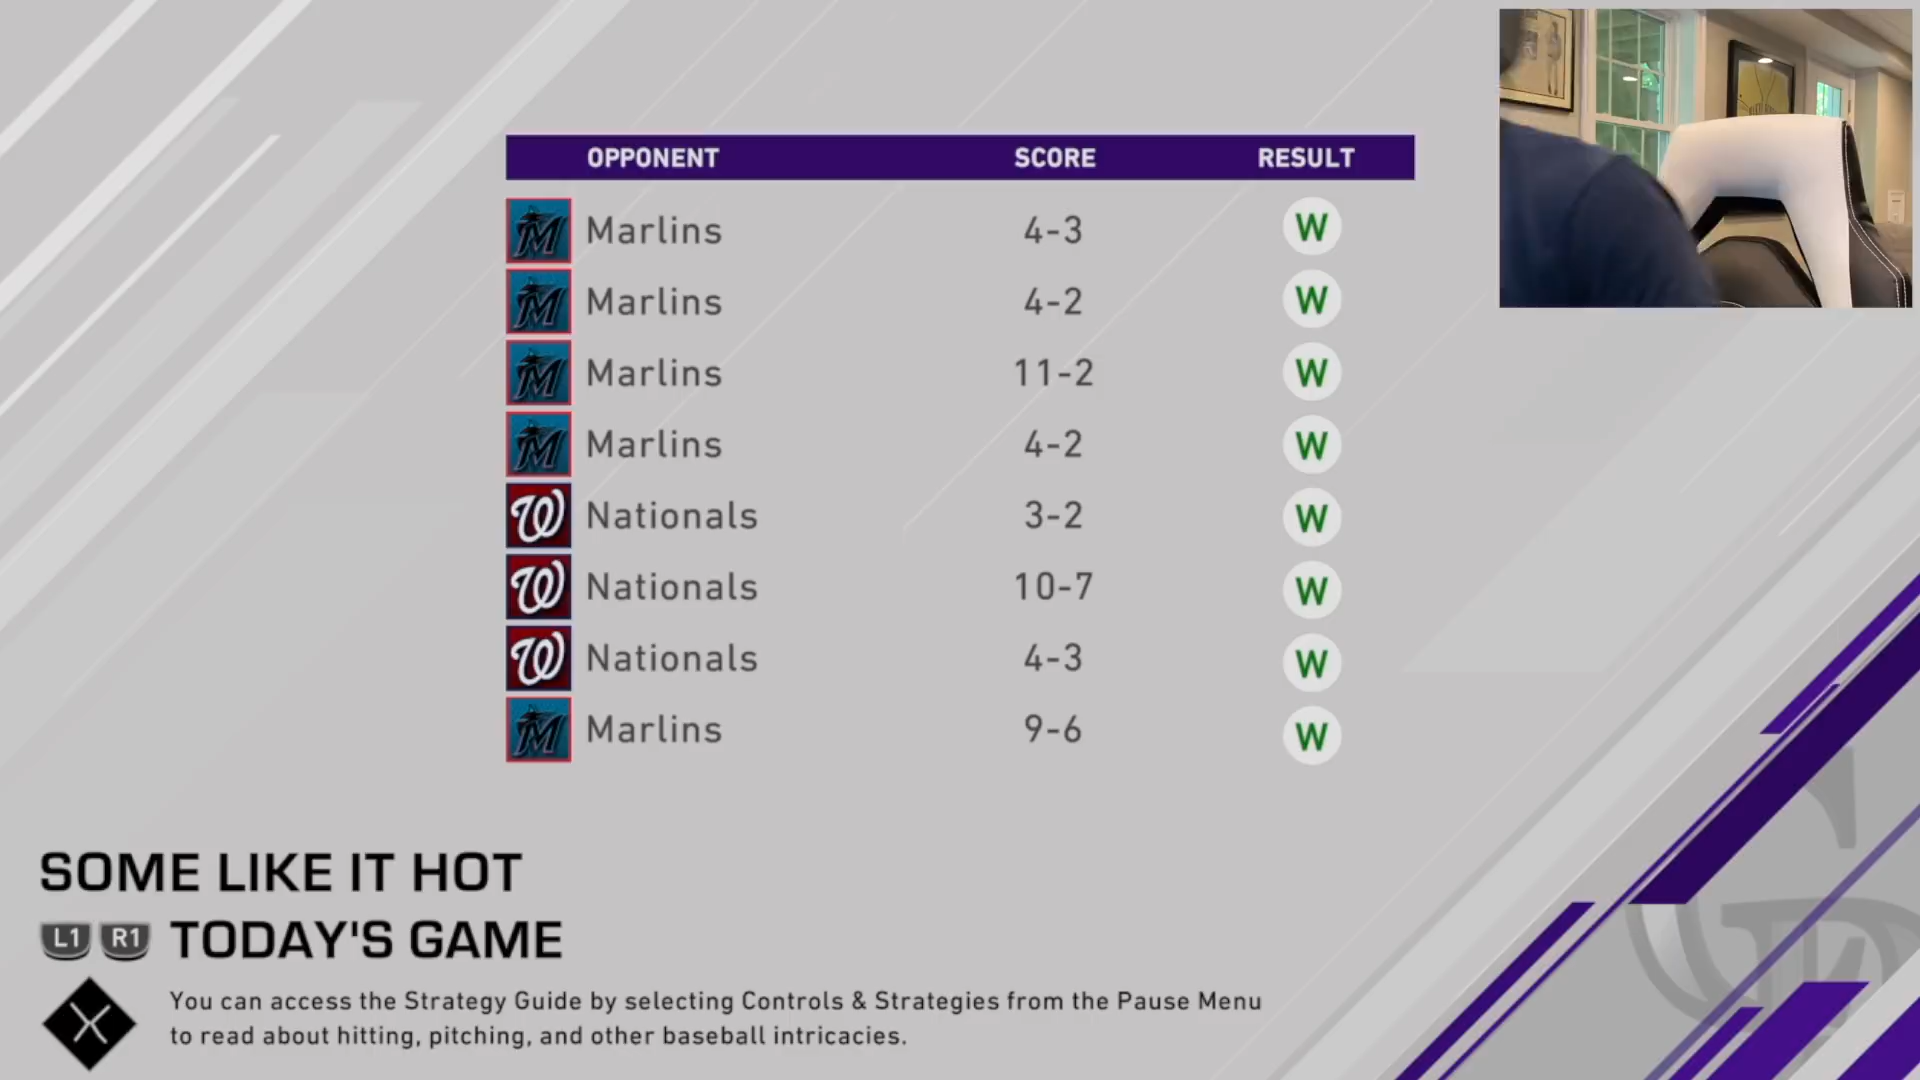 OPPONENT SCORE RESULT
Marlins 4-3 W
Marlins 4-2 W
Marlins 11-2 W
Marlins 4-2 W
Nationals 3-2 W
Nationals 10-7 W
Nationals 4-3 W
Marlins 9-6 W
SOME LIKE IT HOT
L1 R1 TODAY'S GAME
You can access the Strategy Guide by selecting Controls & Strategies from the Pause Menu
to read about hitting, pitching, and other baseball intricacies.